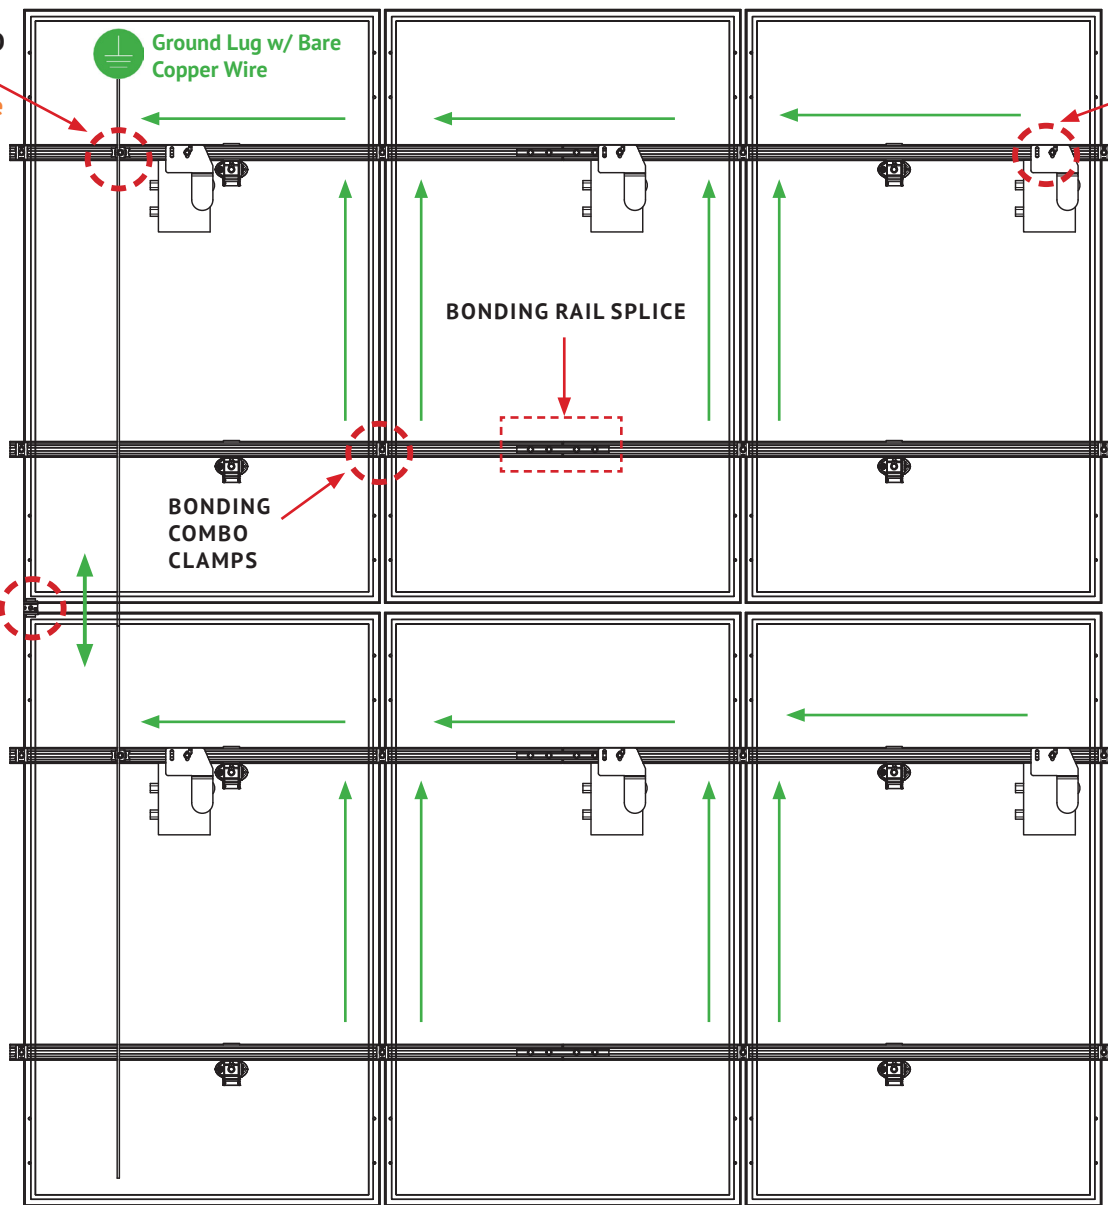 Ground Lug w/ Bare
Copper Wire
BONDING RAIL SPLICE
BONDING
COMBO
CLAMPS